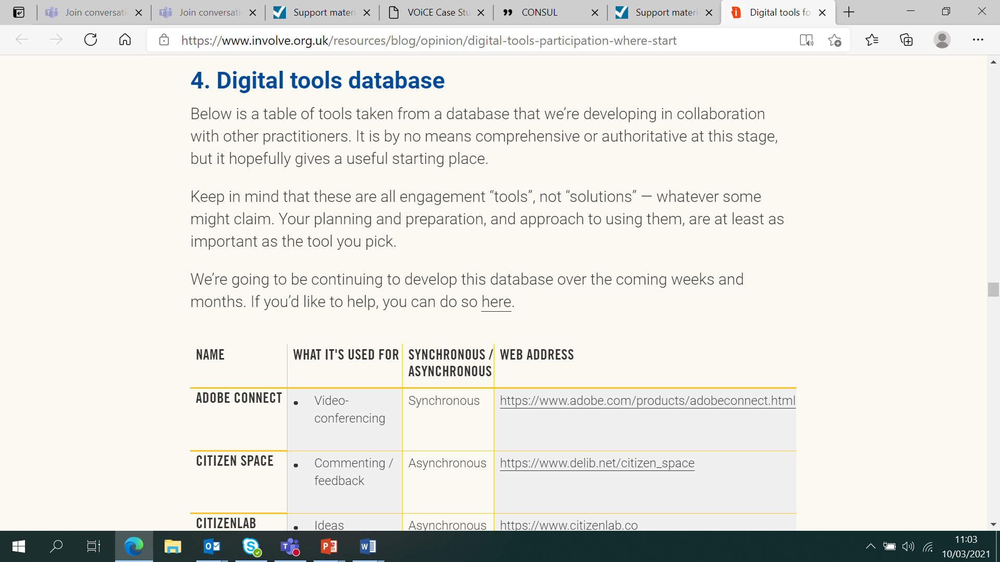 Join conversati
Join conversati
Support materi
VOiCE Case Stu
CONSUL
Support materi
Digital tools fo
https://www.involve.org.uk/resources/blog/opinion/digital-tools-participation-where-start
4. Digital tools database
Below is a table of tools taken from a database that we’re developing in collaboration
with other practitioners. It is by no means comprehensive or authoritative at this stage,
but it hopefully gives a useful starting place.
Keep in mind that these are all engagement “tools”, not “solutions” — whatever some
might claim. Your planning and preparation, and approach to using them, are at least as
important as the tool you pick.
We’re going to be continuing to develop this database over the coming weeks and
months. If you’d like to help, you can do so here.
NAME
WHAT IT'S USED FOR
SYNCHRONOUS /
ASYNCHRONOUS
WEB ADDRESS
ADOBE CONNECT
Video-
conferencing
Synchronous
https://www.adobe.com/products/adobeconnect.html
CITIZEN SPACE
Commenting /
feedback
Asynchronous
https://www.delib.net/citizen_space
CITIZENLAB
Ideas
Asynchronous
https://www.citizenlab.co
11:03
10/03/2021